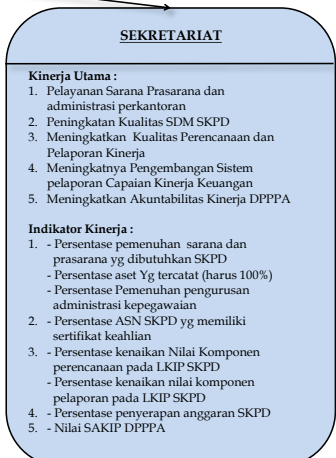 SEKRETARIAT
Kinerja Utama :
1. Pelayanan Sarana Prasarana dan
administrasi perkantoran
2. Peningkatan Kualitas SDM SKPD
3. Meningkatkan Kualitas Perencanaan dan
Pelaporan Kinerja
4. Meningkatnya Pengembangan Sistem
pelaporan Capaian Kinerja Keuangan
5. Meningkatkan Akuntabilitas Kinerja DPPPA
Indikator Kinerja :
1. - Persentase pemenuhan sarana dan
prasarana yg dibutuhkan SKPD
- Persentase aset Yg tercatat (harus 100%)
- Persentase Pemenuhan pengurusan
administrasi kepegawaian
2. - Persentase ASN SKPD yg memiliki
sertifikat keahlian
3. - Persentase kenaikan Nilai Komponen
perencanaan pada LKIP SKPD
- Persentase kenaikan nilai komponen
pelaporan pada LKIP SKPD
4. - Persentase penyerapan anggaran SKPD
5. - Nilai SAKIP DPPPA